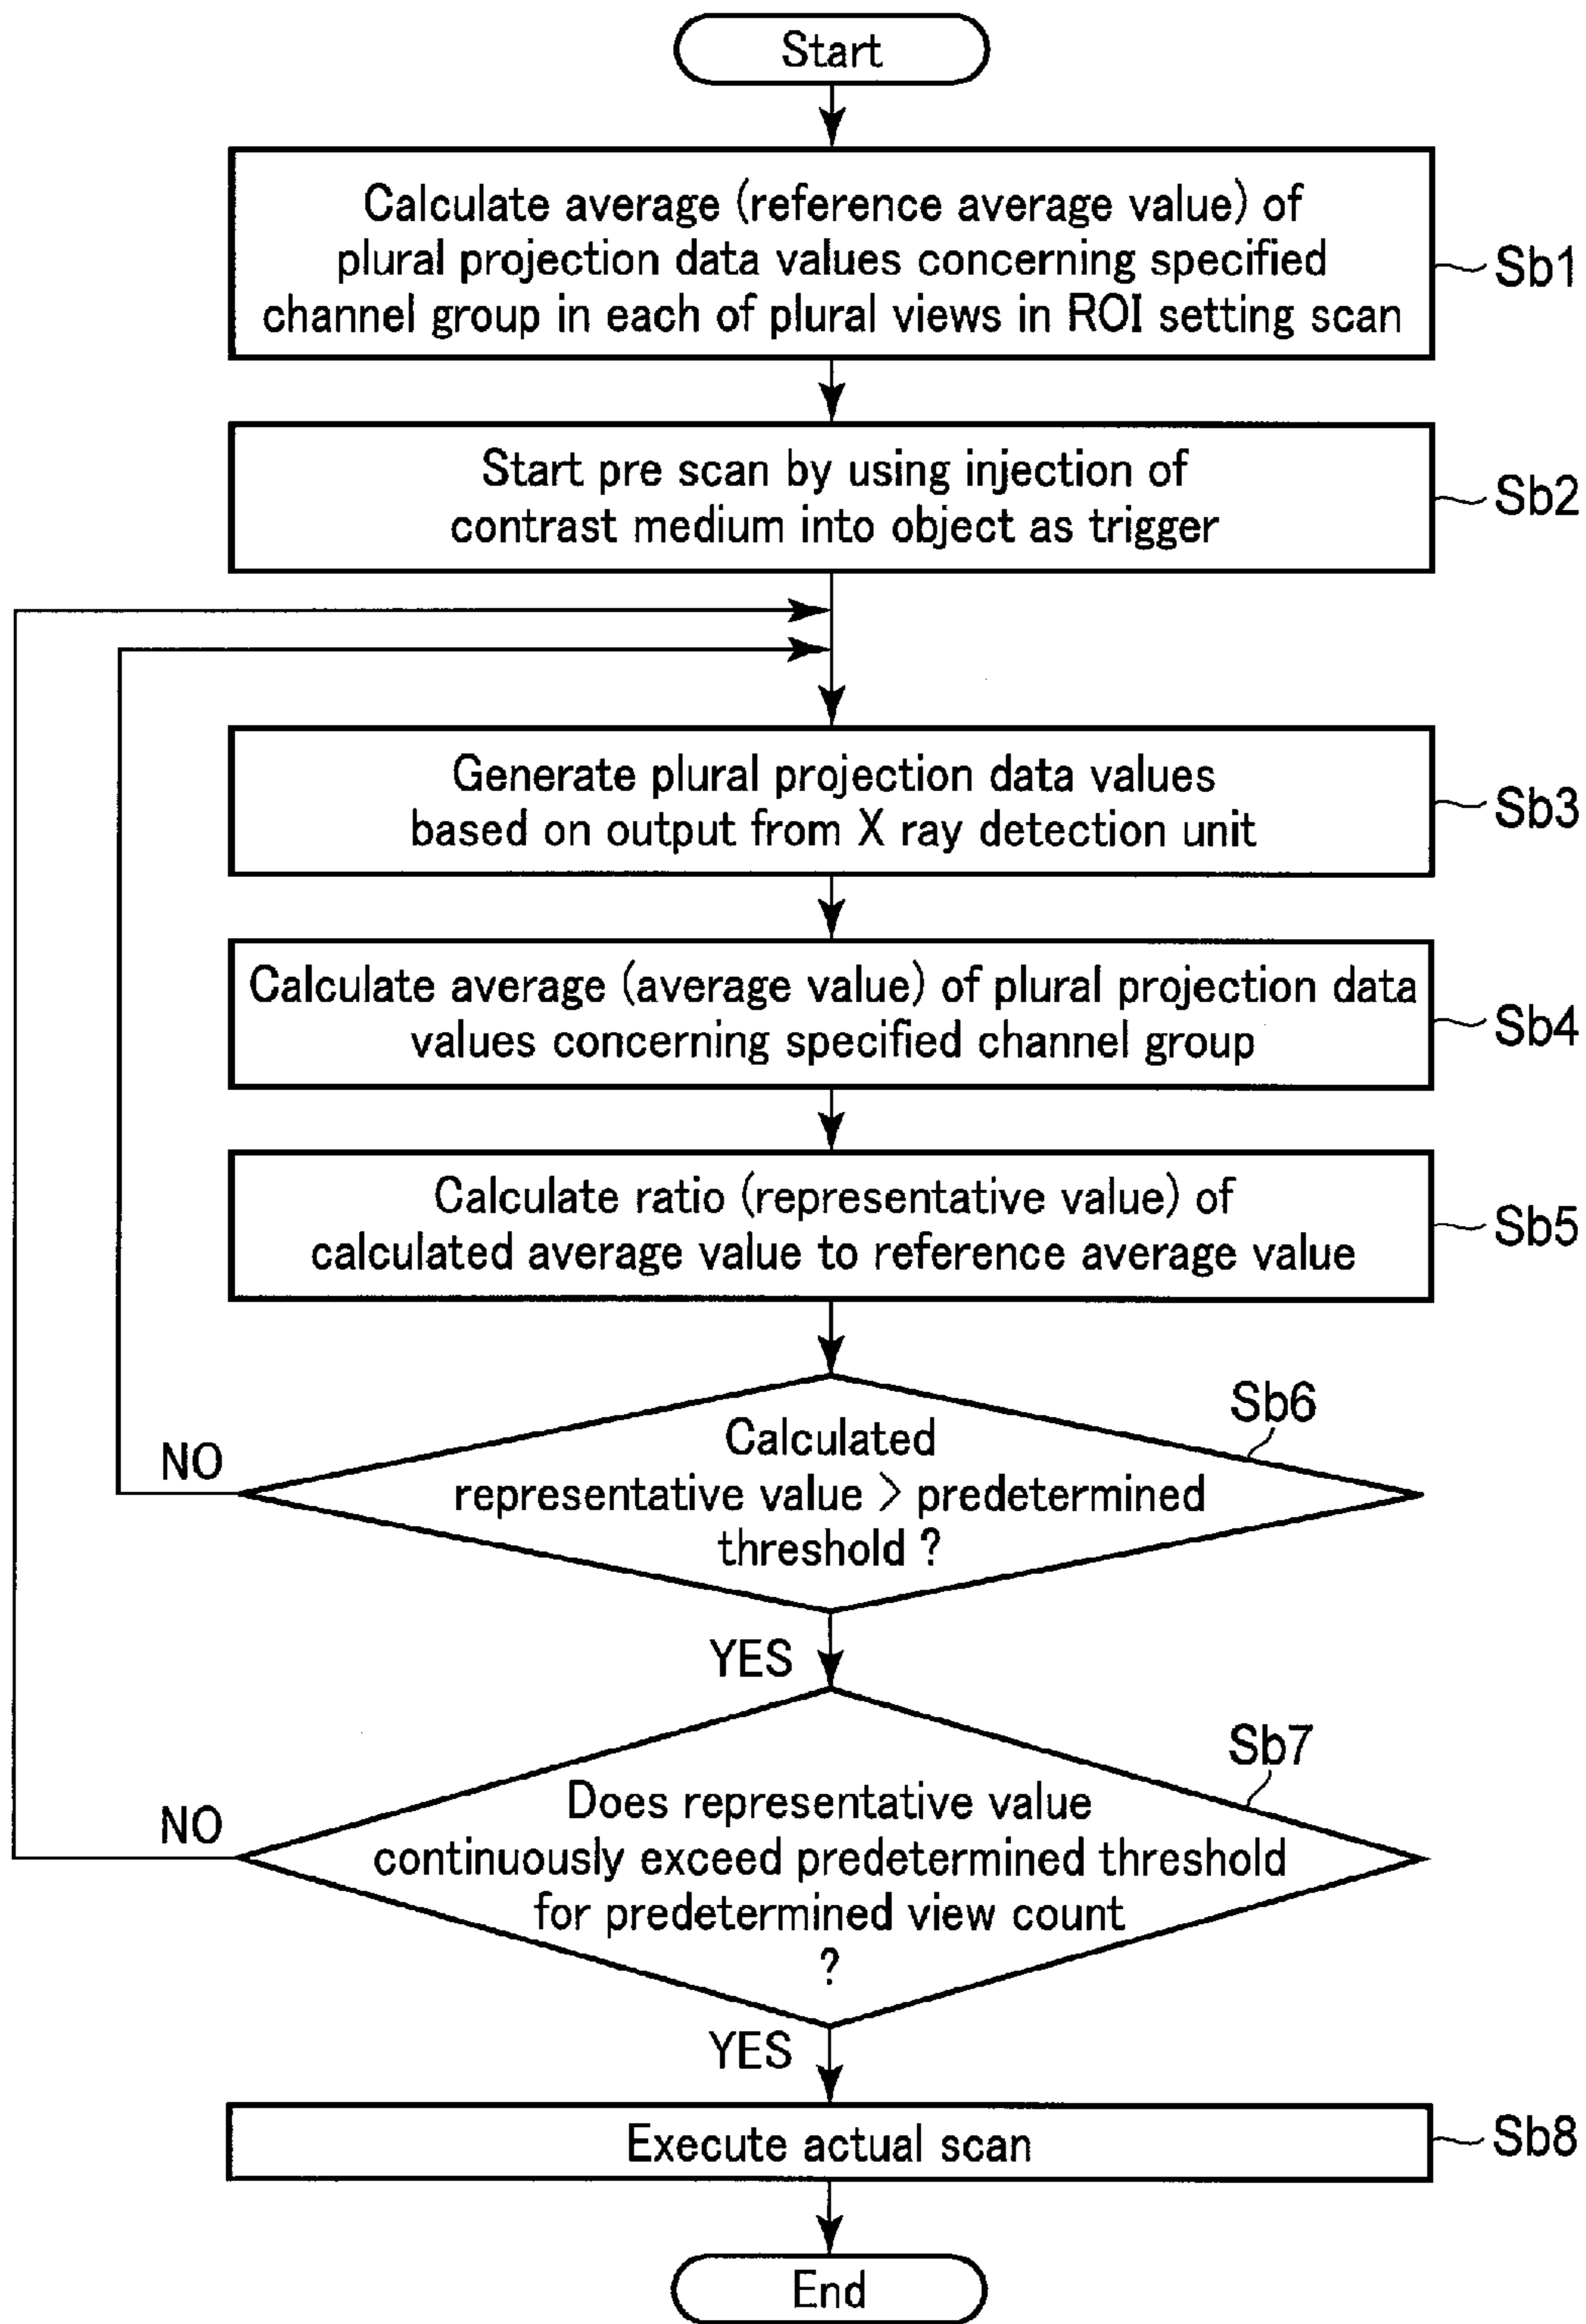 Start
Calculate average (reference average value) of
plural projection data values concerning specified
channel group in each of plural views in ROI setting scan
Sb1
Start pre scan by using injection of
contrast medium into object as trigger
Sb2
Generate plural projection data values
based on output from X ray detection unit
Sb3
Calculate average (average value) of plural projection data
values concerning specified channel group
Sb4
Calculate ratio (representative value) of
calculated average value to reference average value
Sb5
Sb6
Calculated
representative value > predetermined
threshold ?
NO
YES
Sb7
Does representative value
continuously exceed predetermined threshold
for predetermined view count
?
NO
YES
Execute actual scan
Sb8
End